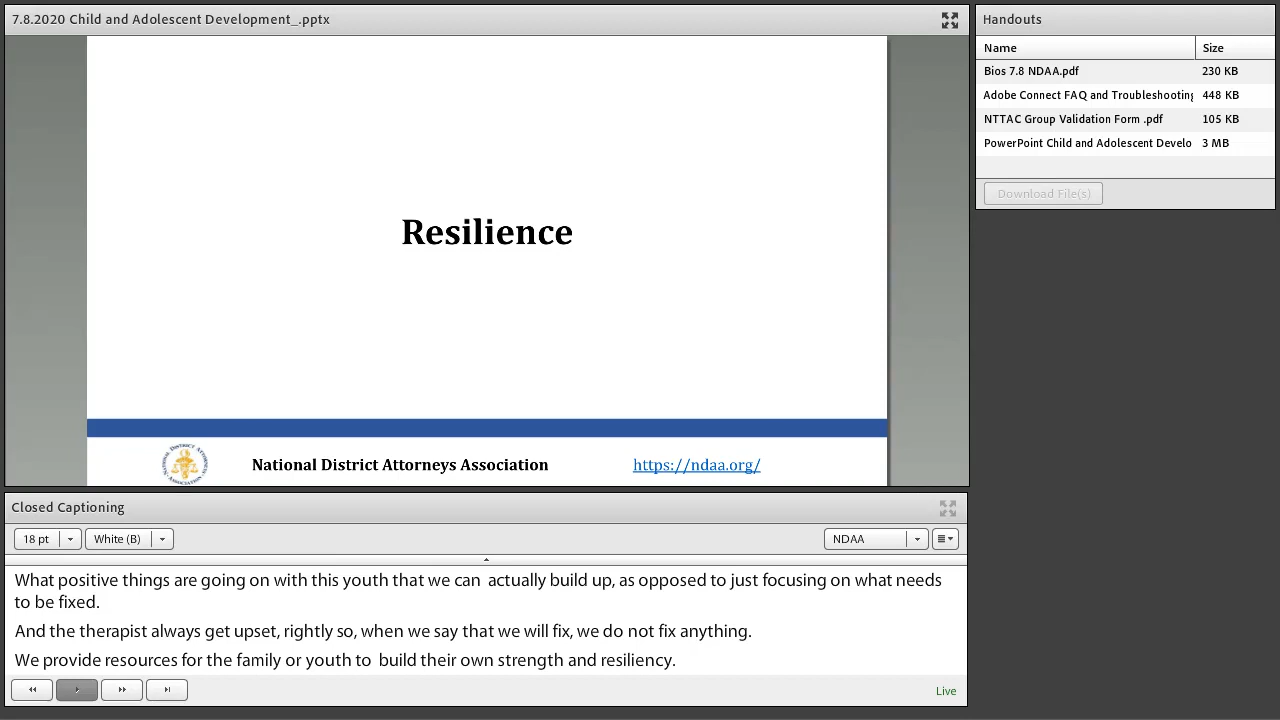 7.8.2020 Child and Adolescent Development_.pptx
Resilience
NATIONAL DISTRICT ATTORNEYS ASSOCIATION
National District Attorneys Association
https://ndaa.org/
Handouts
Name Size
Bios 7.8 NDAA.pdf 230 KB
Adobe Connect FAQ and Troubleshooting 448 KB
NTTAC Group Validation Form .pdf 105 KB
PowerPoint Child and Adolescent Develo 3 MB
Download File(s)
Closed Captioning
18 pt White (B) NDAA
What positive things are going on with this youth that we can actually build up, as opposed to just focusing on what needs
to be fixed.
And the therapist always get upset, rightly so, when we say that we will fix, we do not fix anything.
We provide resources for the family or youth to build their own strength and resiliency.
Live